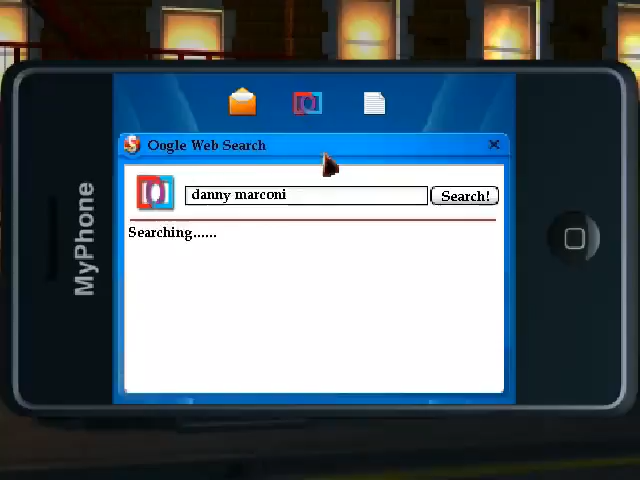 Oogle Web Search
danny marconi
Search!
Searching......
MyPhone